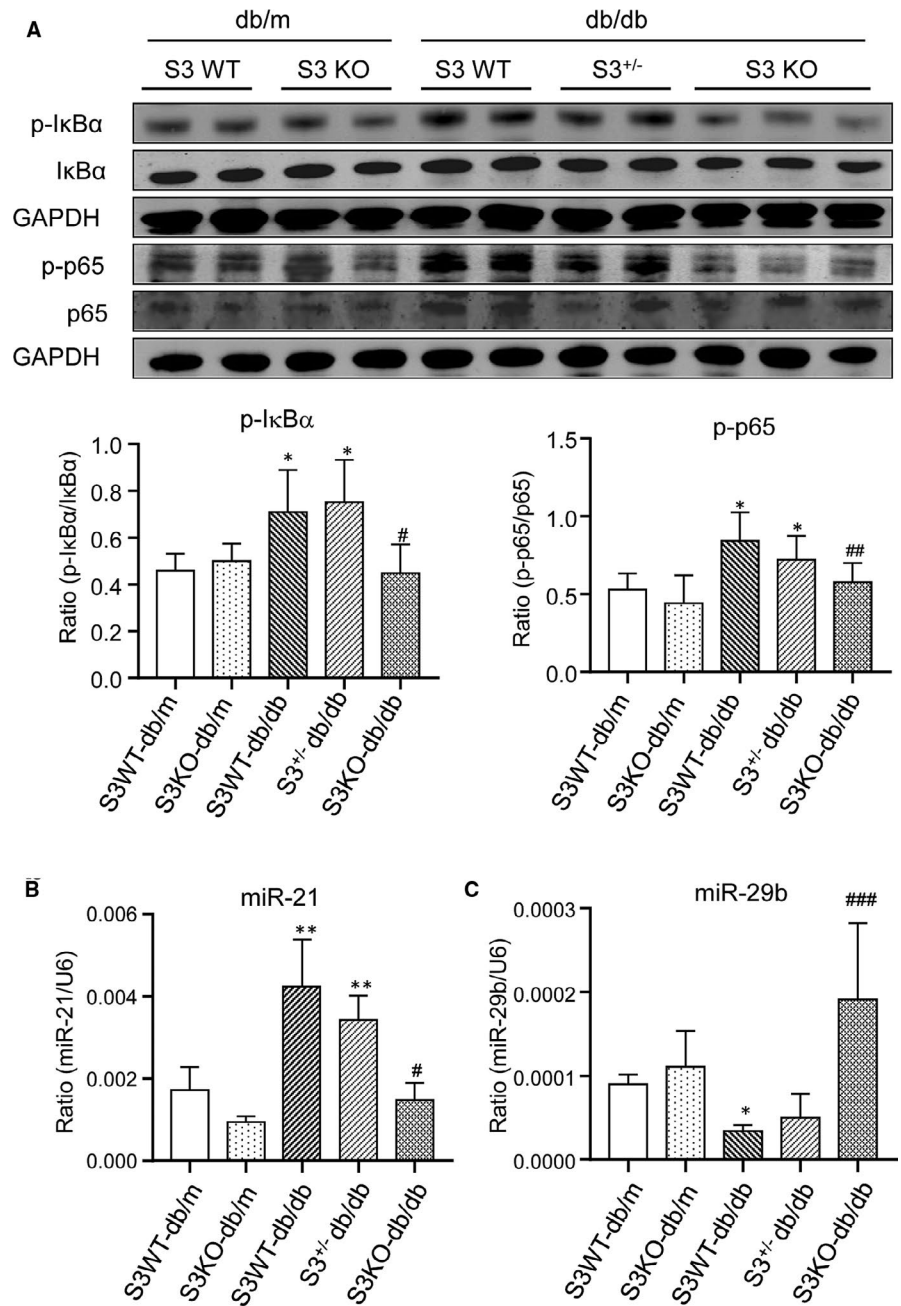 A
db/m db/db
S3 WT S3 KO S3 WT S3+/- S3 KO
p-IκBα
IκBα
GAPDH
p-p65
p65
GAPDH
p-IκBα
Ratio (p-IκBα/IκBα)
1.0
0.8
0.6
0.4
0.2
0.0
* * #
S3WT-db/m
S3KO-db/m
S3WT-db/db
S3+/- db/db
S3KO-db/db
p-p65
Ratio (p-p65/p65)
1.5
1.0
0.5
0.0
* * ##
S3WT-db/m
S3KO-db/m
S3WT-db/db
S3+/- db/db
S3KO-db/db
B
miR-21
Ratio (miR-21/U6)
0.006
0.004
0.002
0.000
** ** #
S3WT-db/m
S3KO-db/m
S3WT-db/db
S3+/- db/db
S3KO-db/db
C
miR-29b
Ratio (miR-29b/U6)
0.0003
0.0002
0.0001
0.0000
* ###
S3WT-db/m
S3KO-db/m
S3WT-db/db
S3+/- db/db
S3KO-db/db